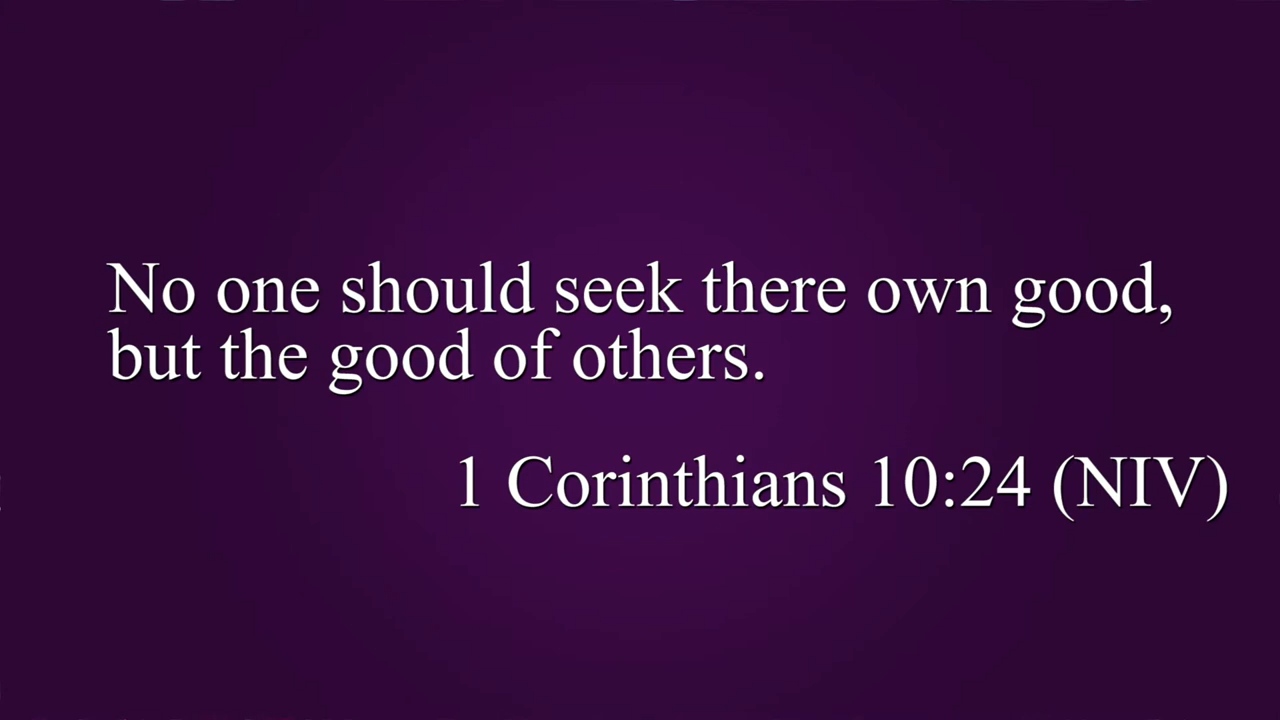 No one should seek there own good,
but the good of others.
1 Corinthians 10:24 (NIV)